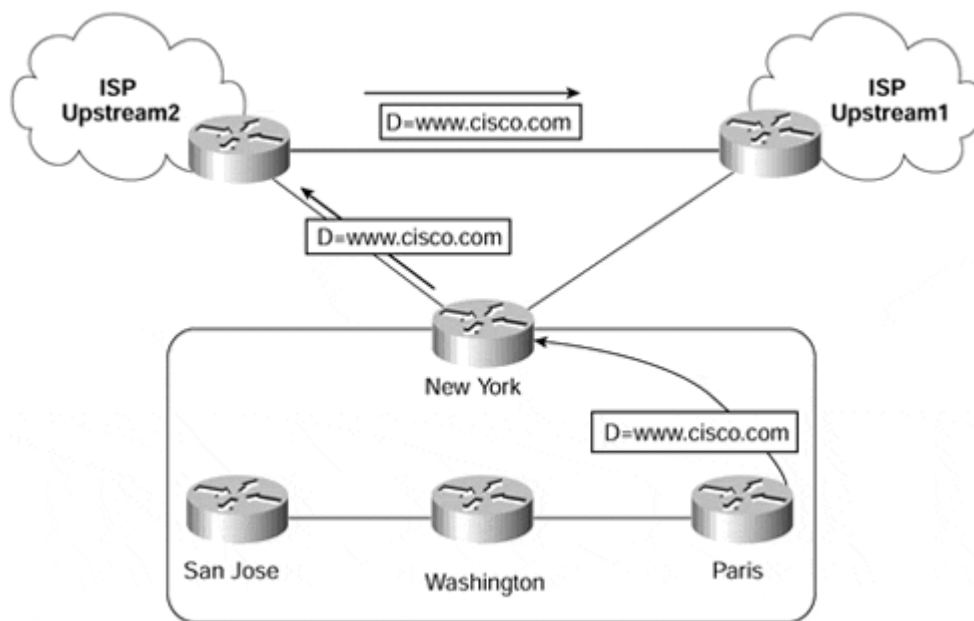 ISP
Upstream2
D=www.cisco.com
ISP
Upstream1
D=www.cisco.com
New York
D=www.cisco.com
San Jose
Washington
Paris